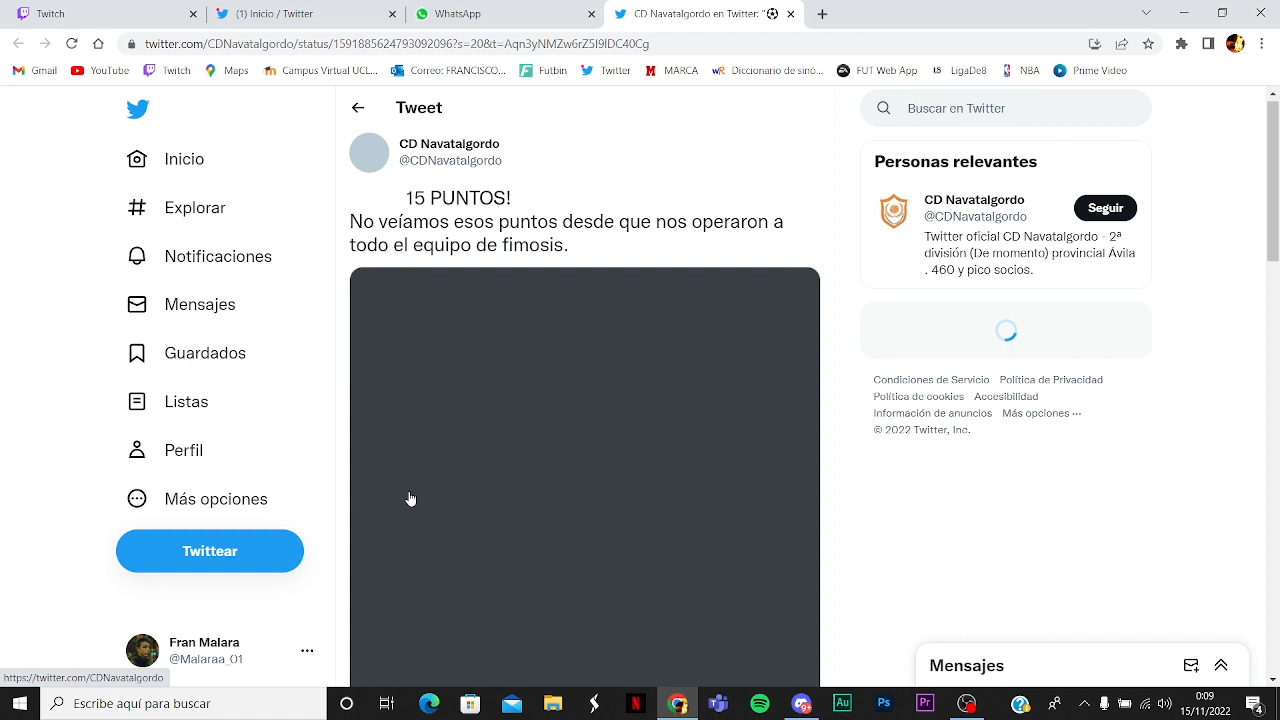 Twitch
(1) Inicio / Twitter
WhatsApp
CD Navatalgordo en Twitter: "
twitter.com/CDNavatalgordo/status/1591885624793092096?s=20&t=Aqn3vIMZw6rZ5I9IDC40Cg
Gmail
YouTube
Twitch
Maps
Campus Virtual UCL...
Correo: FRANCISCO...
Futbin
Twitter
MARCA
Diccionario de sinó...
FUT Web App
LigaDe8
NBA
Prime Video
Inicio
Explorar
Notificaciones
Mensajes
Guardados
Listas
Perfil
Más opciones
Twittear
Fran Malara
@Malaraa_01
https://twitter.com/CDNavatalgordo
Tweet
CD Navatalgordo
@CDNavatalgordo
15 PUNTOS!
No veíamos esos puntos desde que nos operaron a
todo el equipo de fimosis.
Buscar en Twitter
Personas relevantes
CD Navatalgordo
@CDNavatalgordo
Seguir
Twitter oficial CD Navatalgordo - 2ª
división (De momento) provincial Ávila
. 460 y pico socios.
Condiciones de Servicio Política de Privacidad
Política de cookies Accesibilidad
Información de anuncios Más opciones ···
© 2022 Twitter, Inc.
Mensajes
Escribe aquí para buscar
0:09
15/11/2022